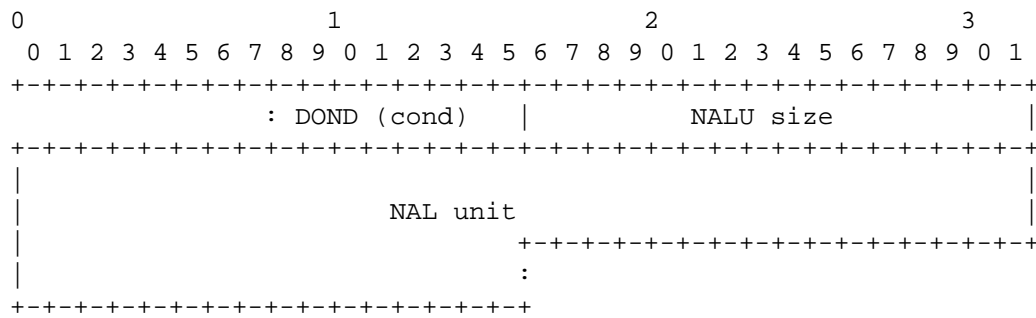 0                   1                   2                   3
 0 1 2 3 4 5 6 7 8 9 0 1 2 3 4 5 6 7 8 9 0 1 2 3 4 5 6 7 8 9 0 1
+-+-+-+-+-+-+-+-+-+-+-+-+-+-+-+-+-+-+-+-+-+-+-+-+-+-+-+-+-+-+-+-+
                : DOND (cond)   |          NALU size            |
+-+-+-+-+-+-+-+-+-+-+-+-+-+-+-+-+-+-+-+-+-+-+-+-+-+-+-+-+-+-+-+-+
|                                                               |
|                       NAL unit                                |
|                               +-+-+-+-+-+-+-+-+-+-+-+-+-+-+-+-+
|                               :
+-+-+-+-+-+-+-+-+-+-+-+-+-+-+-+-+